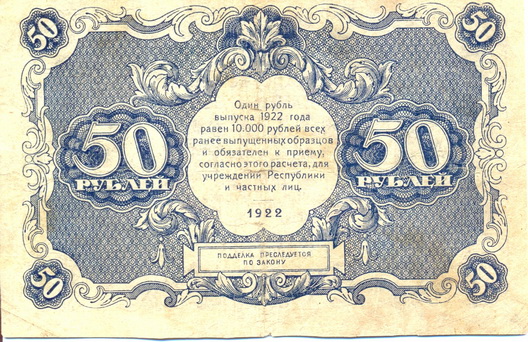 50 50
Один рубль
выпуска 1922 года
равен 10.000 рублей всех
ранее выпущенных образцов
и обязателен к приему,
согласно этого расчета, для
учреждений Республики
и частных лиц.
50 РУБЛЕЙ
50 РУБЛЕЙ
1922
ПОДДЕЛКА ПРЕСЛЕДУЕТСЯ
ПО ЗАКОНУ
50 50